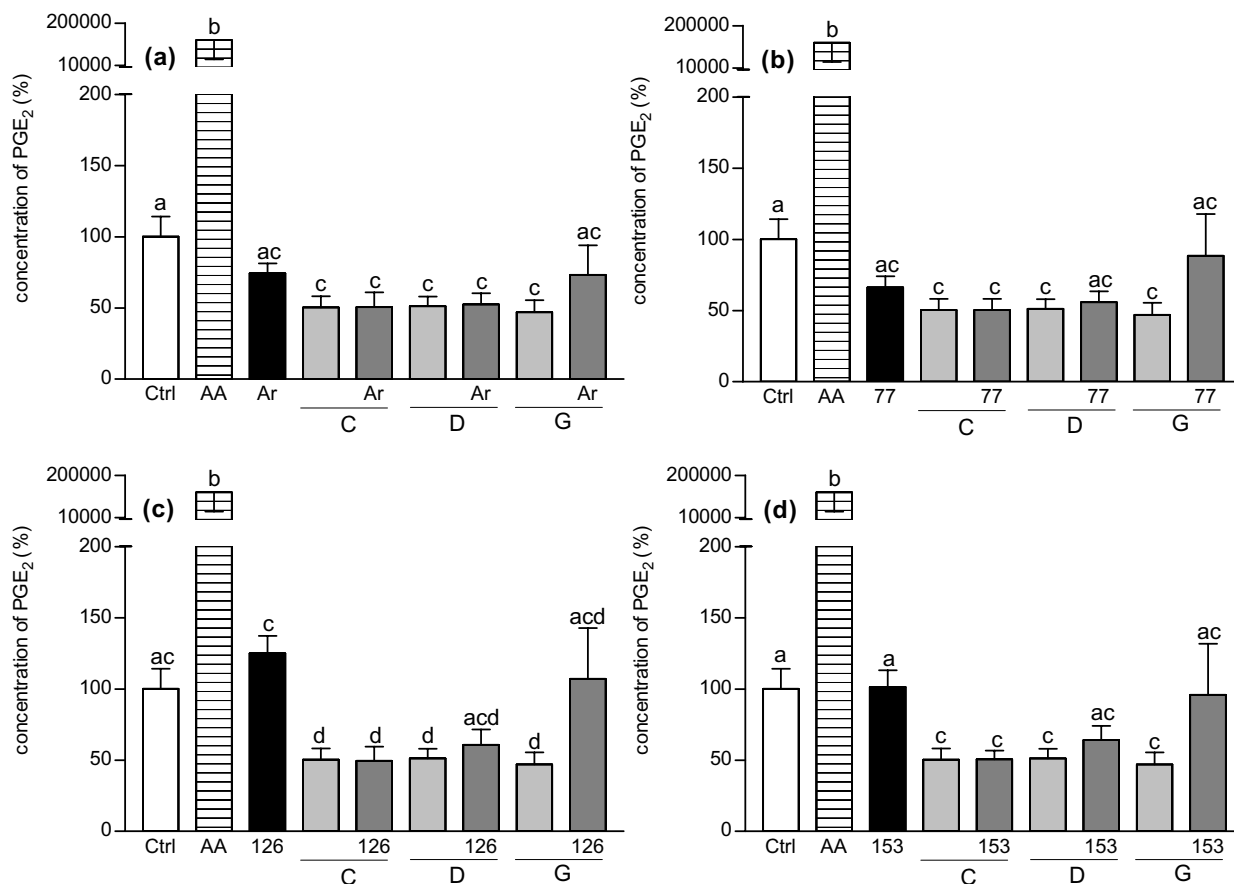 200000
10000
200
150
100
50
0
concentration of PGE2 (%)
(a)
a
b
ac
c
c
c
c
c
ac
Ctrl AA Ar Ar Ar Ar
C D G
200000
10000
200
150
100
50
0
concentration of PGE2 (%)
(b)
a
b
ac
c
c
c
ac
c
ac
Ctrl AA 77 77 77 77
C D G
200000
10000
200
150
100
50
0
concentration of PGE2 (%)
(c)
ac
b
c
d
d
d
acd
d
acd
Ctrl AA 126 126 126 126
C D G
200000
10000
200
150
100
50
0
concentration of PGE2 (%)
(d)
a
b
a
c
c
c
ac
c
ac
Ctrl AA 153 153 153 153
C D G